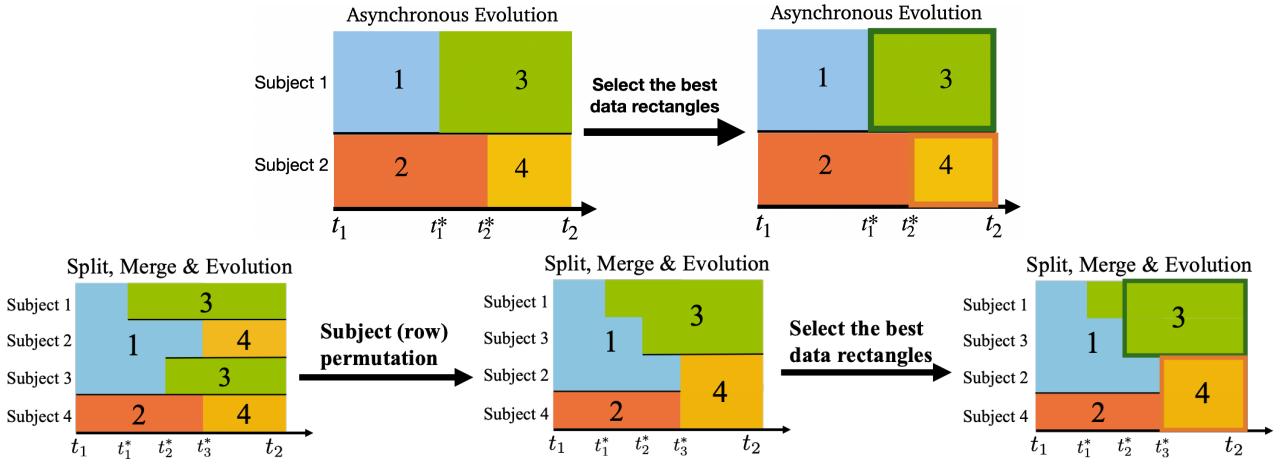 Asynchronous Evolution
Subject 1
1
3
Subject 2
2
4
t₁
t₁*
t₂*
t₂
Select the best
data rectangles
Asynchronous Evolution
1
3
2
4
t₁
t₁*
t₂*
t₂
Split, Merge & Evolution
Subject 1
3
Subject 2
1
4
Subject 3
3
Subject 4
2
4
t₁
t₁*
t₂*
t₃*
t₂
Subject (row)
permutation
Split, Merge & Evolution
Subject 1
3
Subject 3
1
Subject 2
4
Subject 4
2
t₁
t₁*
t₂*
t₃*
t₂
Select the best
data rectangles
Split, Merge & Evolution
Subject 1
3
Subject 3
1
Subject 2
4
Subject 4
2
t₁
t₁*
t₂*
t₃*
t₂